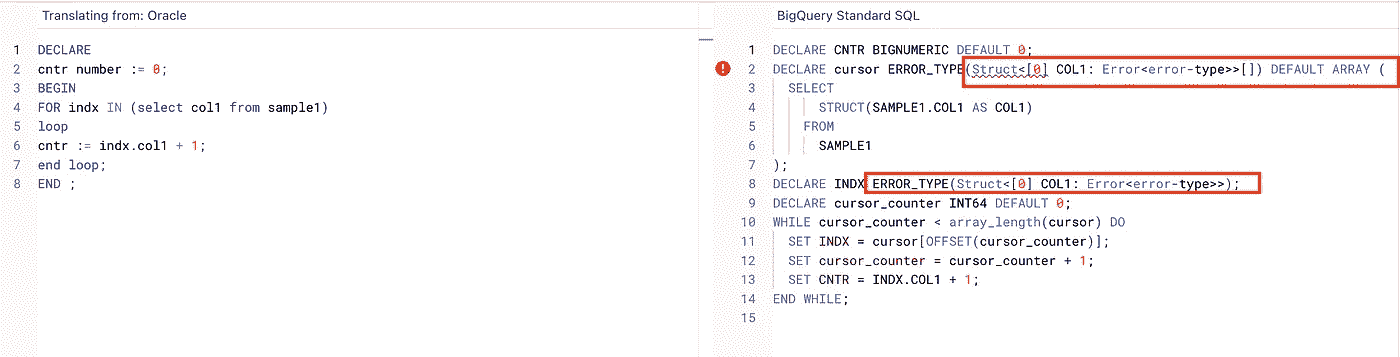 Translating from: Oracle
1 DECLARE
2 cntr number := 0;
3 BEGIN
4 FOR indx IN (select col1 from sample1)
5 loop
6 cntr := indx.col1 + 1;
7 end loop;
8 END ;
BigQuery Standard SQL
1 DECLARE CNTR BIGNUMERIC DEFAULT 0;
2 DECLARE cursor ERROR_TYPE(Struct<[0] COL1: Error<error-type>>[]) DEFAULT ARRAY (
3 SELECT
4 STRUCT(SAMPLE1.COL1 AS COL1)
5 FROM
6 SAMPLE1
7 );
8 DECLARE INDX ERROR_TYPE(Struct<[0] COL1: Error<error-type>>);
9 DECLARE cursor_counter INT64 DEFAULT 0;
10 WHILE cursor_counter < array_length(cursor) DO
11 SET INDX = cursor[OFFSET(cursor_counter)];
12 SET cursor_counter = cursor_counter + 1;
13 SET CNTR = INDX.COL1 + 1;
14 END WHILE;
15